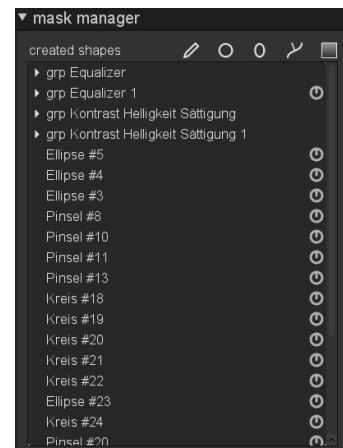 mask manager
created shapes
grp Equalizer
grp Equalizer 1
grp Kontrast Helligkeit Sättigung
grp Kontrast Helligkeit Sättigung 1
Ellipse #5
Ellipse #4
Ellipse #3
Pinsel #8
Pinsel #10
Pinsel #11
Pinsel #13
Kreis #18
Kreis #19
Kreis #20
Kreis #21
Kreis #22
Ellipse #23
Kreis #24
Pinsel #20